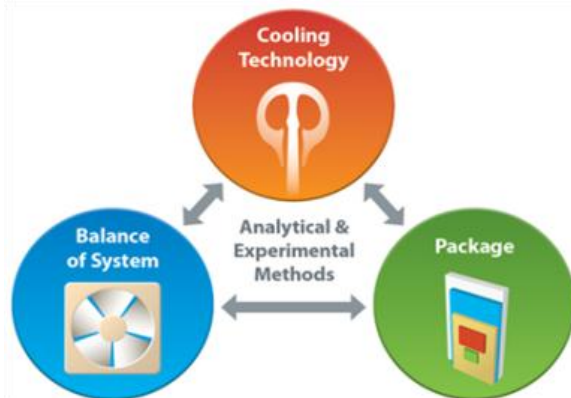 Cooling
Technology
Analytical &
Experimental
Methods
Balance
of System
Package